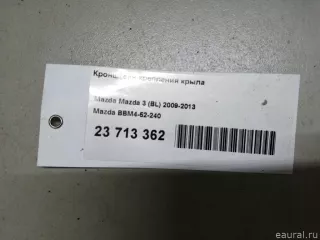 Кронштейн крепления крыла
Mazda Mazda 3 (BL) 2009-2013
Mazda BBM4-52-240
23 713 362
eaural.ru